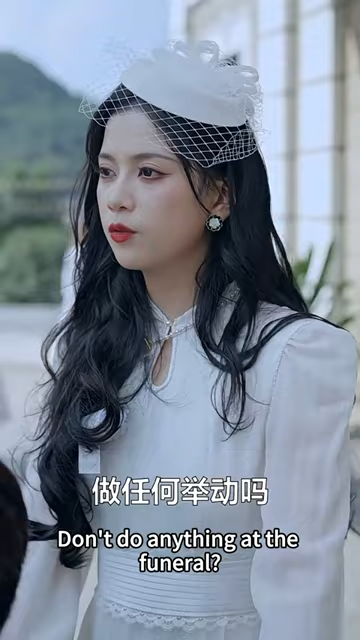 做任何举动吗
Don't do anything at the
funeral?